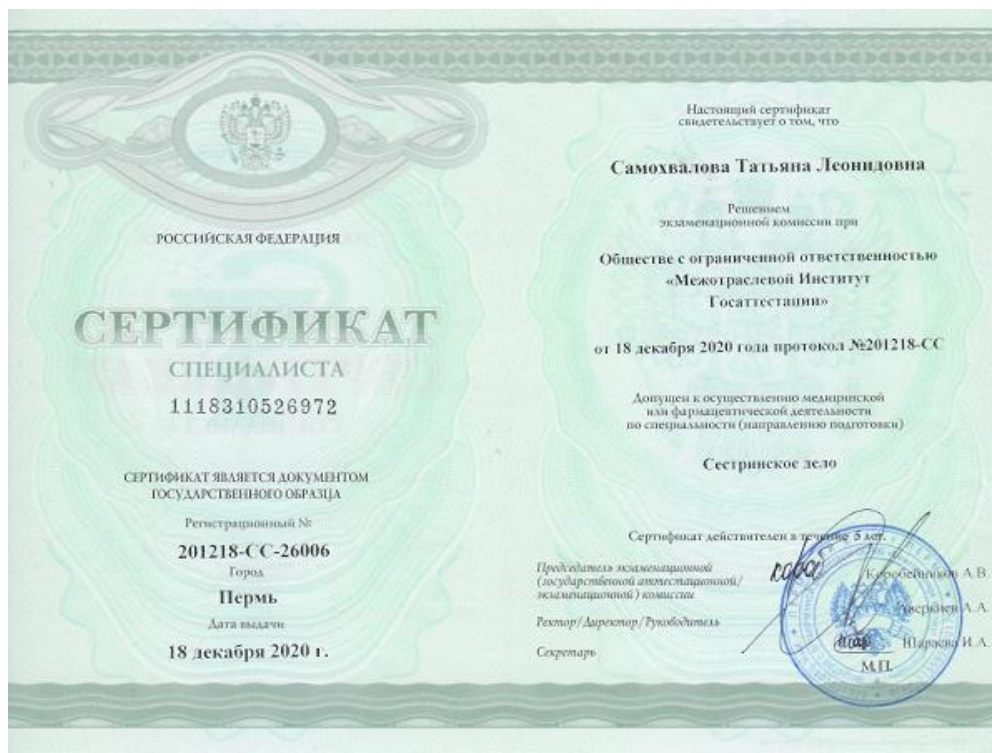 РОССИЙСКАЯ ФЕДЕРАЦИЯ
СЕРТИФИКАТ
СПЕЦИАЛИСТА
1118310526972
СЕРТИФИКАТ ЯВЛЯЕТСЯ ДОКУМЕНТОМ
ГОСУДАРСТВЕННОГО ОБРАЗЦА
Регистрационный №
201218-СС-26006
Город
Пермь
Дата выдачи
18 декабря 2020 г.
Настоящий сертификат
свидетельствует о том, что
Самохвалова Татьяна Леонидовна
Решением
экзаменационной комиссии при
Обществе с ограниченной ответственностью
«Межотраслевой Институт
Госаттестации»
от 18 декабря 2020 года протокол №201218-СС
Допущен к осуществлению медицинской
или фармацевтической деятельности
по специальности (направлению подготовки)
Сестринское дело
Сертификат действителен в течение 5 лет.
Председатель экзаменационной
(государственной аттестационной/
экзаменационной) комиссии
Коробейников А.В.
Ректор/Директор/Руководитель
Аверкиев А.А.
Секретарь
И.А.
М.П.